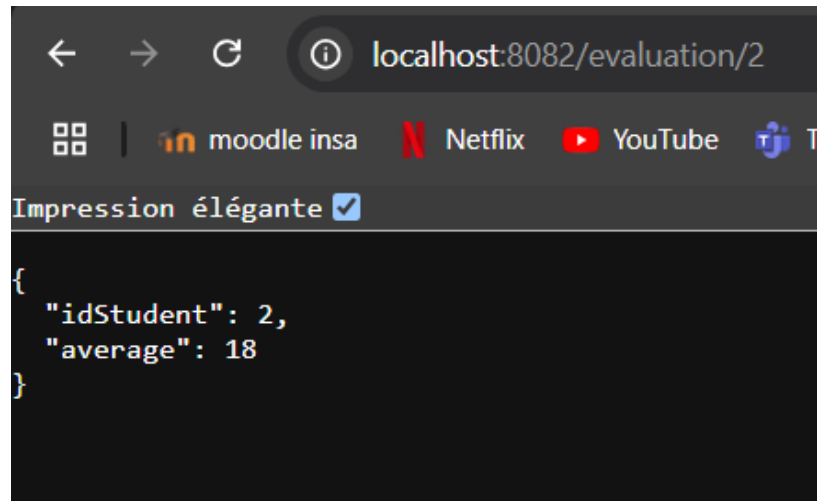 localhost:8082/evaluation/2
moodle insa Netflix YouTube
Impression élégante
{
"idStudent": 2,
"average": 18
}